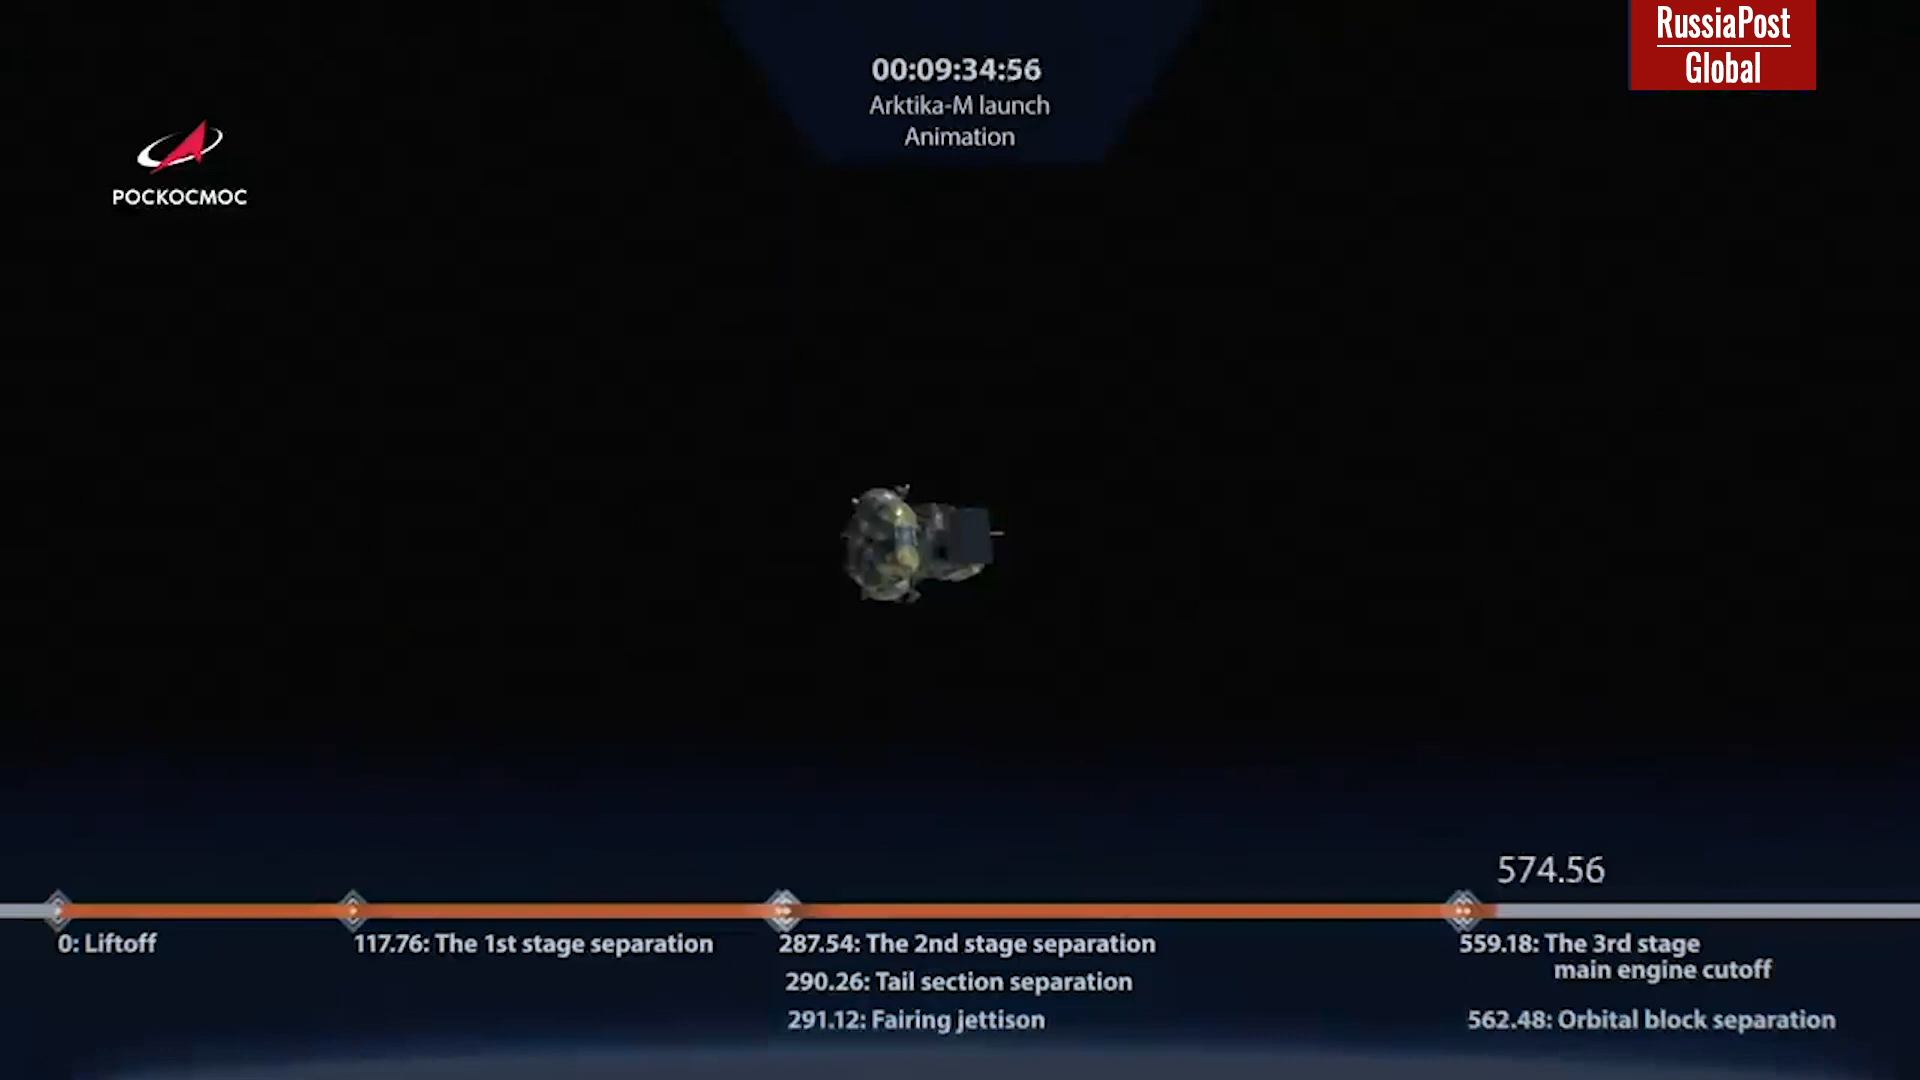 RussiaPost
Global
00:09:34:56
Arktika-M launch
Animation
РОСКОСМОС
574.56
0: Liftoff
117.76: The 1st stage separation
287.54: The 2nd stage separation
290.26: Tail section separation
291.12: Fairing jettison
559.18: The 3rd stage
main engine cutoff
562.48: Orbital block separation